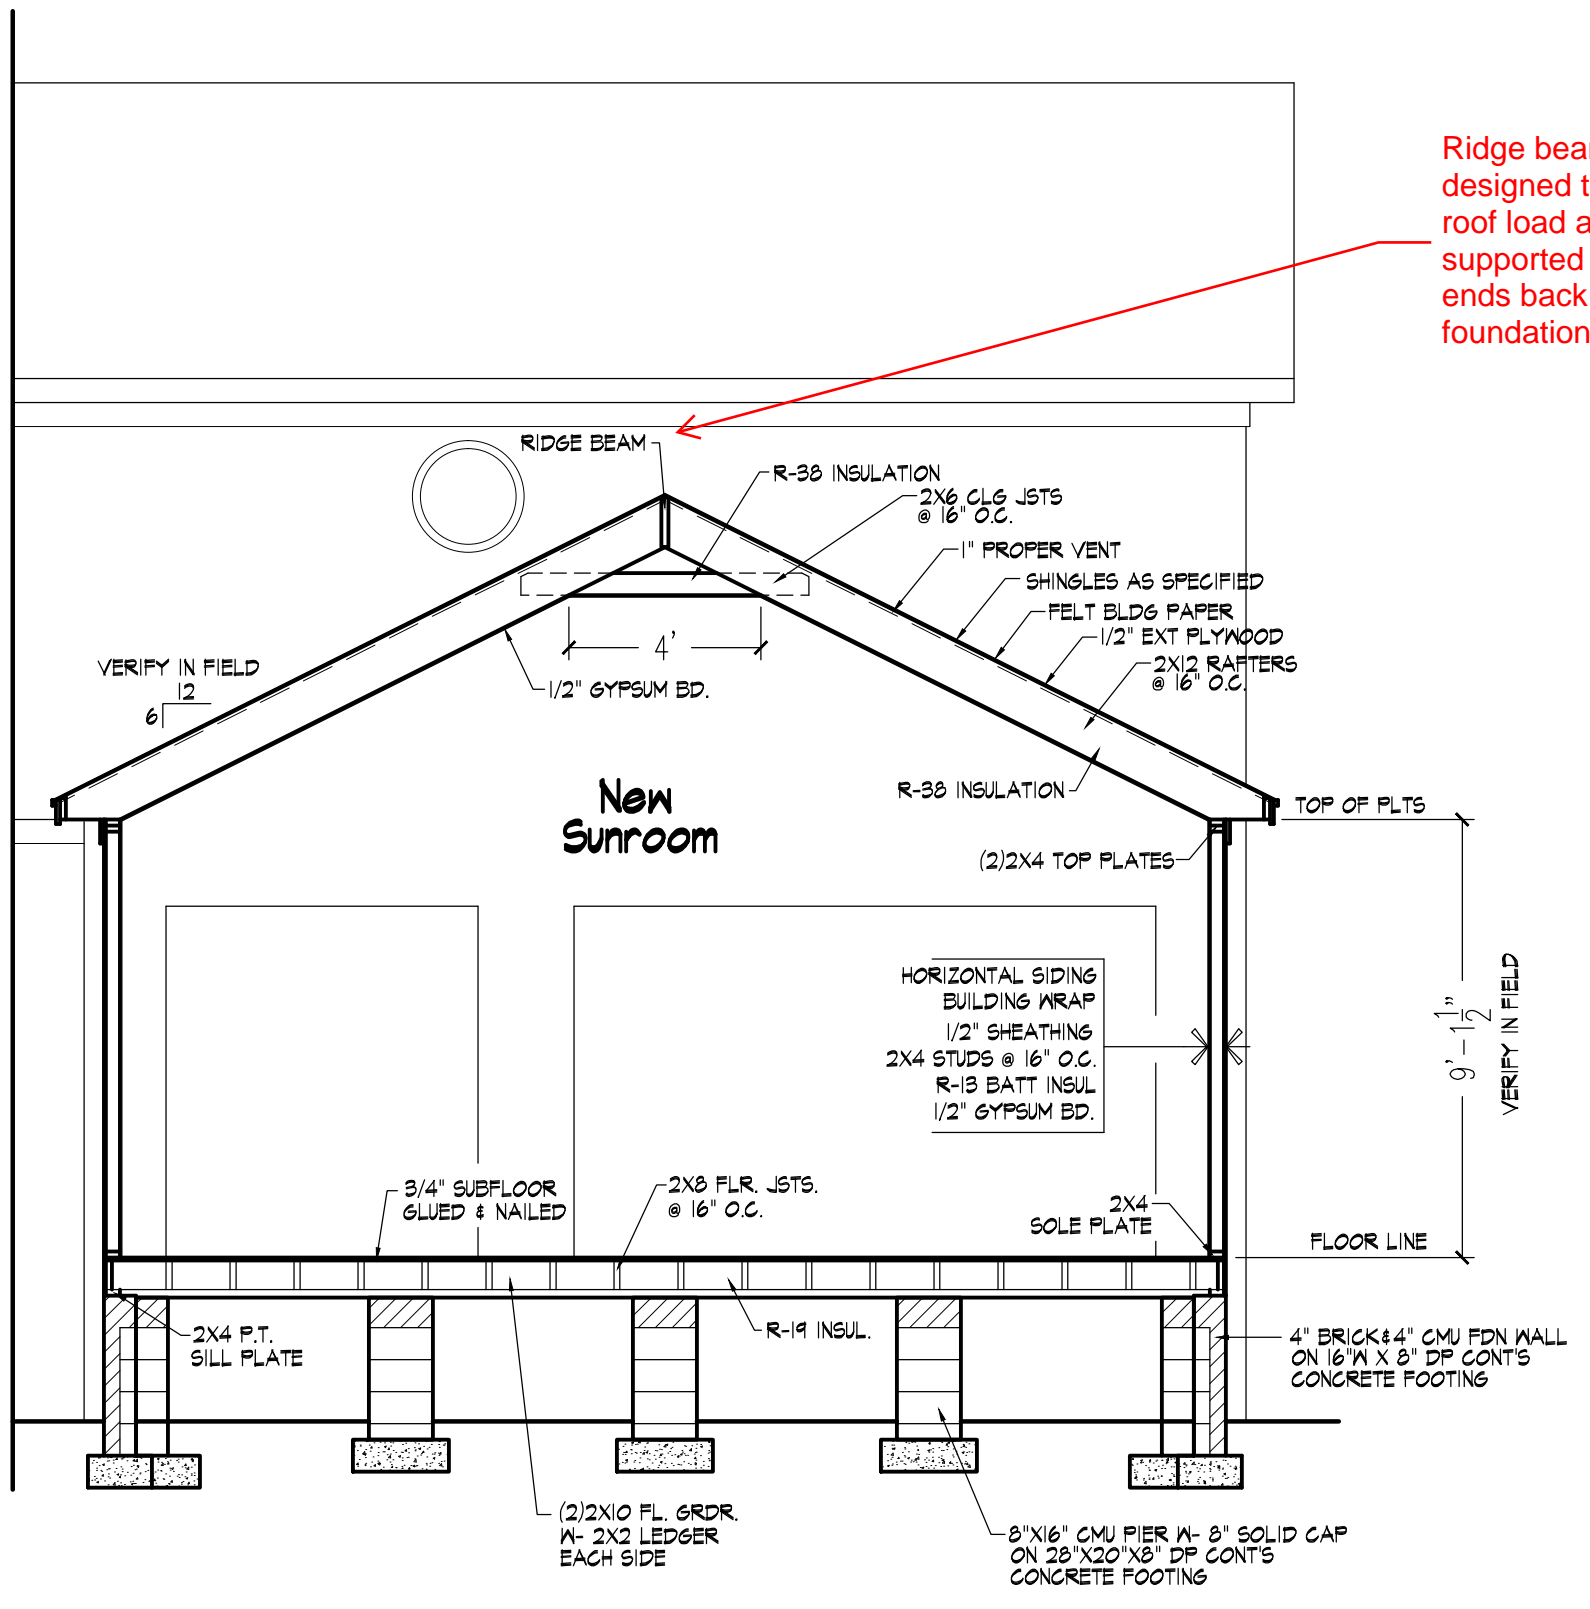 Ridge bear
designed t
roof load a
supported
ends back
foundation
RIDGE BEAM
R-38 INSULATION
2X6 CLG JSTS
@ 16" O.C.
1" PROPER VENT
SHINGLES AS SPECIFIED
FELT BLDG PAPER
1/2" EXT PLYWOOD
2X12 RAFTERS
@ 16" O.C.
4'
1/2" GYPSUM BD.
VERIFY IN FIELD
12
6
R-38 INSULATION
New
Sunroom
TOP OF PLTS
(2)2X4 TOP PLATES
HORIZONTAL SIDING
BUILDING WRAP
1/2" SHEATHING
2X4 STUDS @ 16" O.C.
R-13 BATT INSUL
1/2" GYPSUM BD.
9'-1 1/2"
VERIFY IN FIELD
3/4" SUBFLOOR
GLUED & NAILED
2X8 FLR. JSTS.
@ 16" O.C.
2X4
SOLE PLATE
FLOOR LINE
2X4 P.T.
SILL PLATE
R-19 INSUL.
4" BRICK&4" CMU FDN WALL
ON 16"W X 8" DP CONT'S
CONCRETE FOOTING
(2)2X10 FL. GRDR.
W- 2X2 LEDGER
EACH SIDE
8"X16" CMU PIER W- 8" SOLID CAP
ON 28"X20"X8" DP CONT'S
CONCRETE FOOTING